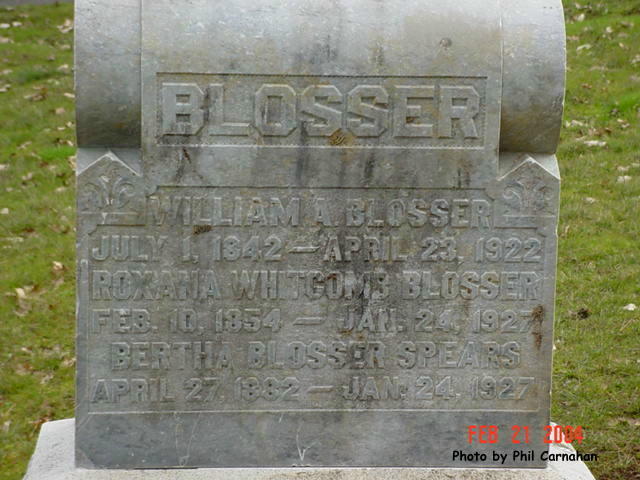 BLOSSER
WILLIAM A. BLOSSER
JULY 1, 1842 — APRIL 23, 1922
ROXANA WHITCOMB BLOSSER
FEB. 10, 1854 — JAN. 24, 1927
BERTHA BLOSSER SPEARS
APRIL 27, 1882 — JAN. 24, 1927
FEB 21 2004
Photo by Phil Carnahan